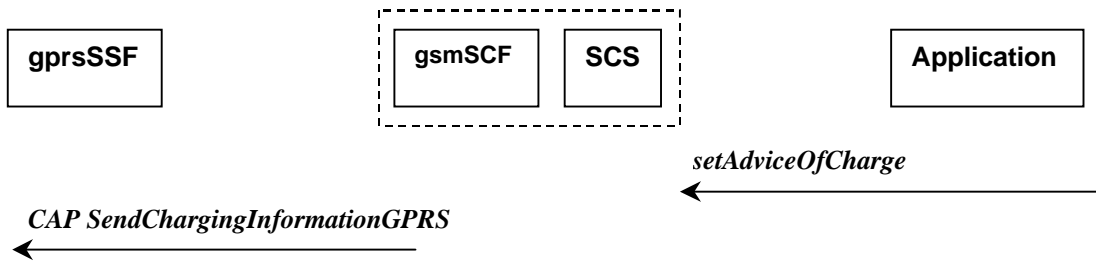 gprsSSF
gsmSCF
SCS
Application
setAdviceOfCharge
CAP SendChargingInformationGPRS